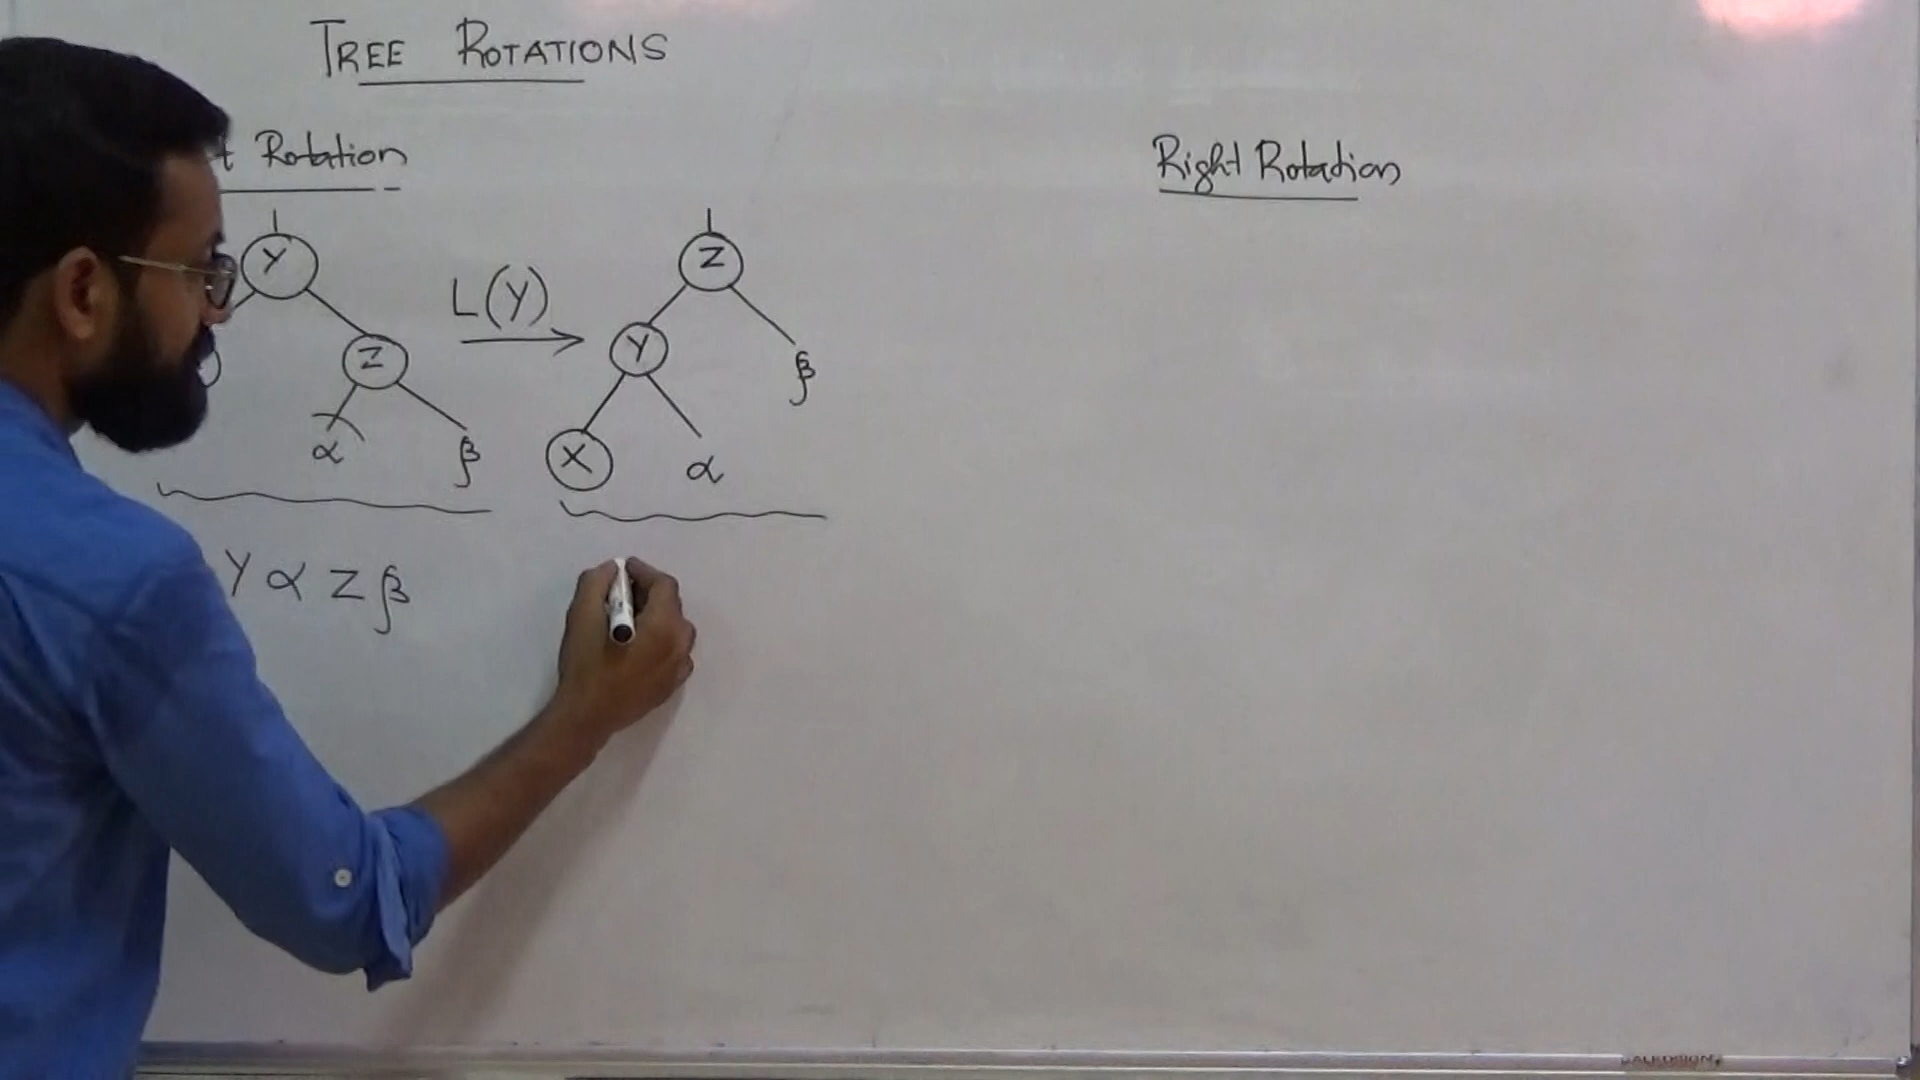 TREE ROTATIONS
t Rotation
Right Rotation
Y
Z
α
β
L(Y)
Z
Y
β
X
α
Y α Z β